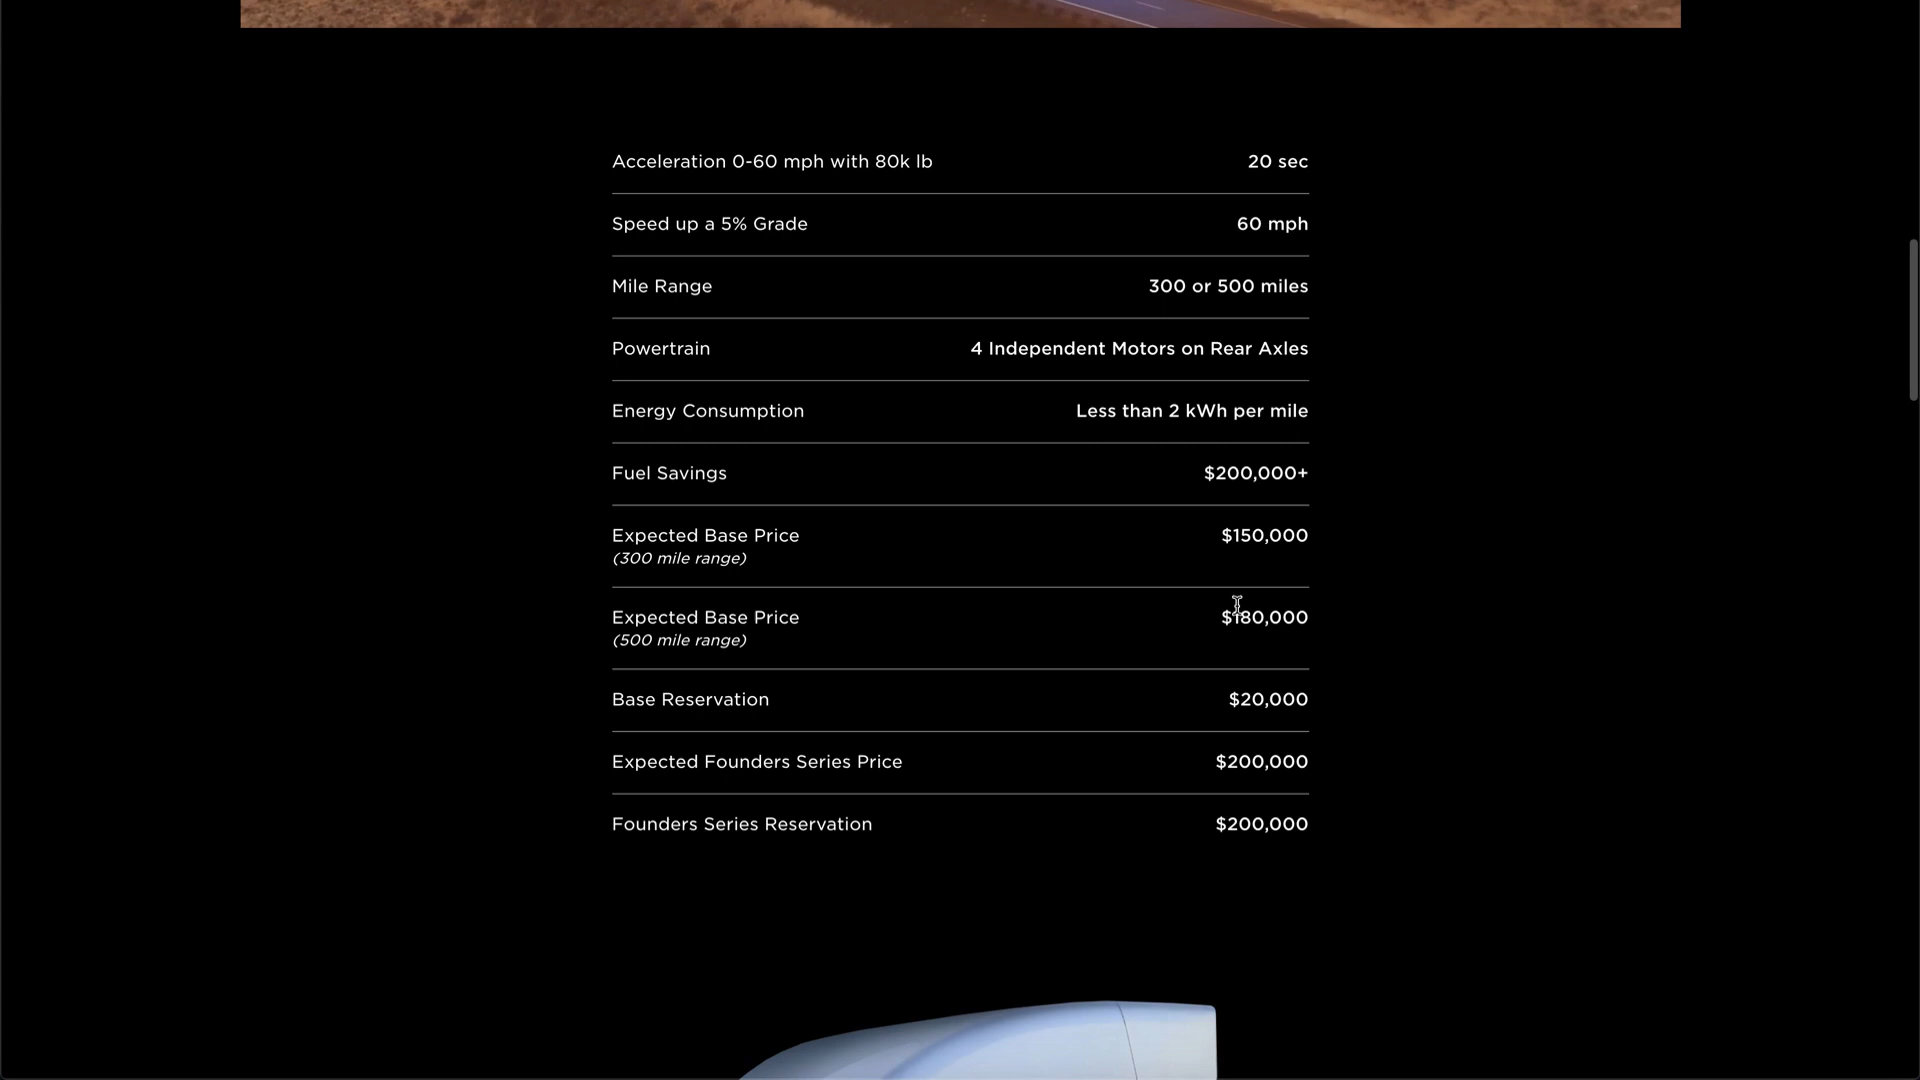 Acceleration 0-60 mph with 80k lb 20 sec
Speed up a 5% Grade 60 mph
Mile Range 300 or 500 miles
Powertrain 4 Independent Motors on Rear Axles
Energy Consumption Less than 2 kWh per mile
Fuel Savings $200,000+
Expected Base Price $150,000
(300 mile range)
Expected Base Price $180,000
(500 mile range)
Base Reservation $20,000
Expected Founders Series Price $200,000
Founders Series Reservation $200,000